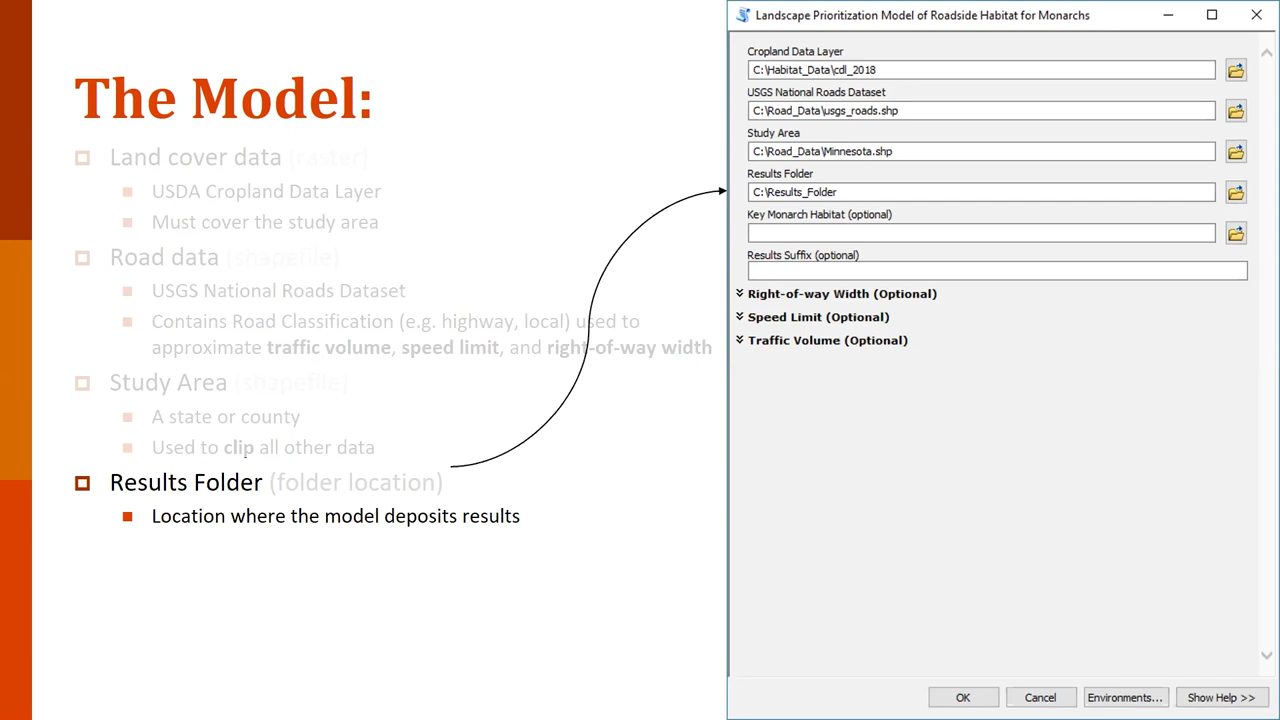 The Model:
Land cover data (raster)
USDA Cropland Data Layer
Must cover the study area
Road data (shapefile)
USGS National Roads Dataset
Contains Road Classification (e.g. highway, local) used to
approximate traffic volume, speed limit, and right-of-way width
Study Area (shapefile)
A state or county
Used to clip all other data
Results Folder (folder location)
Location where the model deposits results
Landscape Prioritization Model of Roadside Habitat for Monarchs
Cropland Data Layer
C:\Habitat_Data\cdl_2018
USGS National Roads Dataset
C:\Road_Data\usgs_roads.shp
Study Area
C:\Road_Data\Minnesota.shp
Results Folder
C:\Results_Folder
Key Monarch Habitat (optional)
Results Suffix (optional)
Right-of-way Width (Optional)
Speed Limit (Optional)
Traffic Volume (Optional)
OK Cancel Environments... Show Help >>